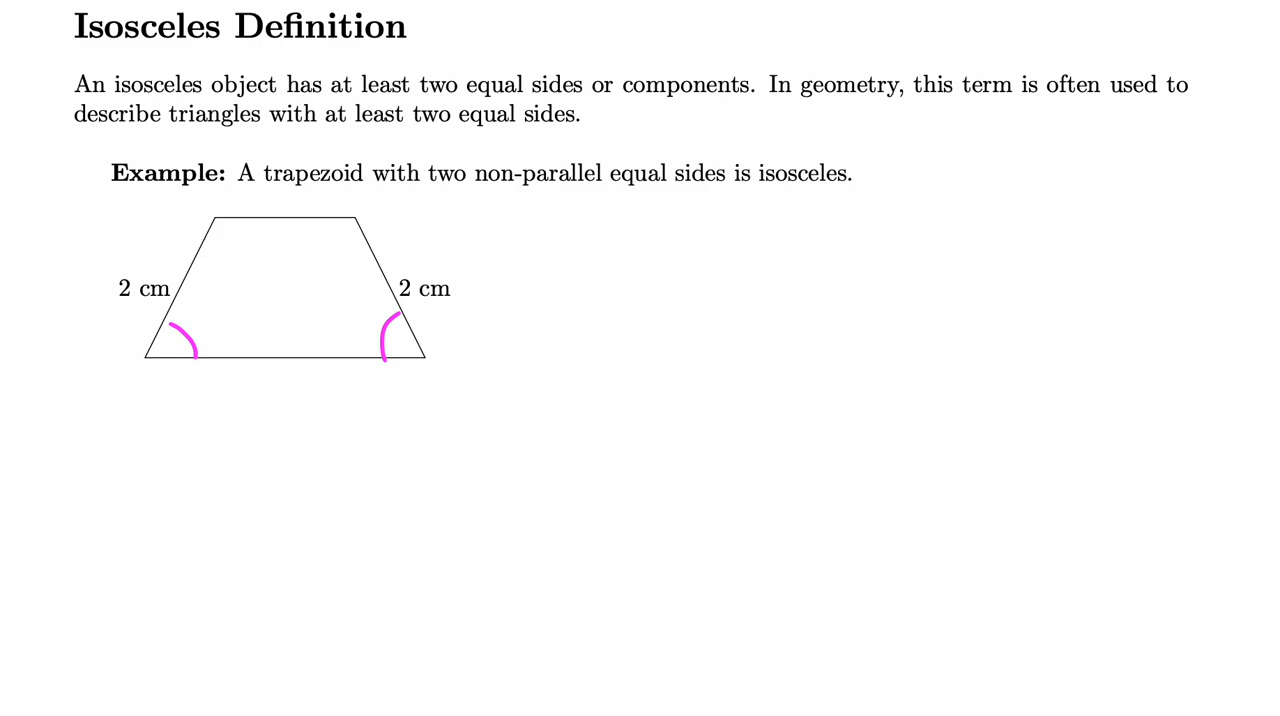 Isosceles Definition
An isosceles object has at least two equal sides or components. In geometry, this term is often used to
describe triangles with at least two equal sides.
Example: A trapezoid with two non-parallel equal sides is isosceles.
2 cm 2 cm